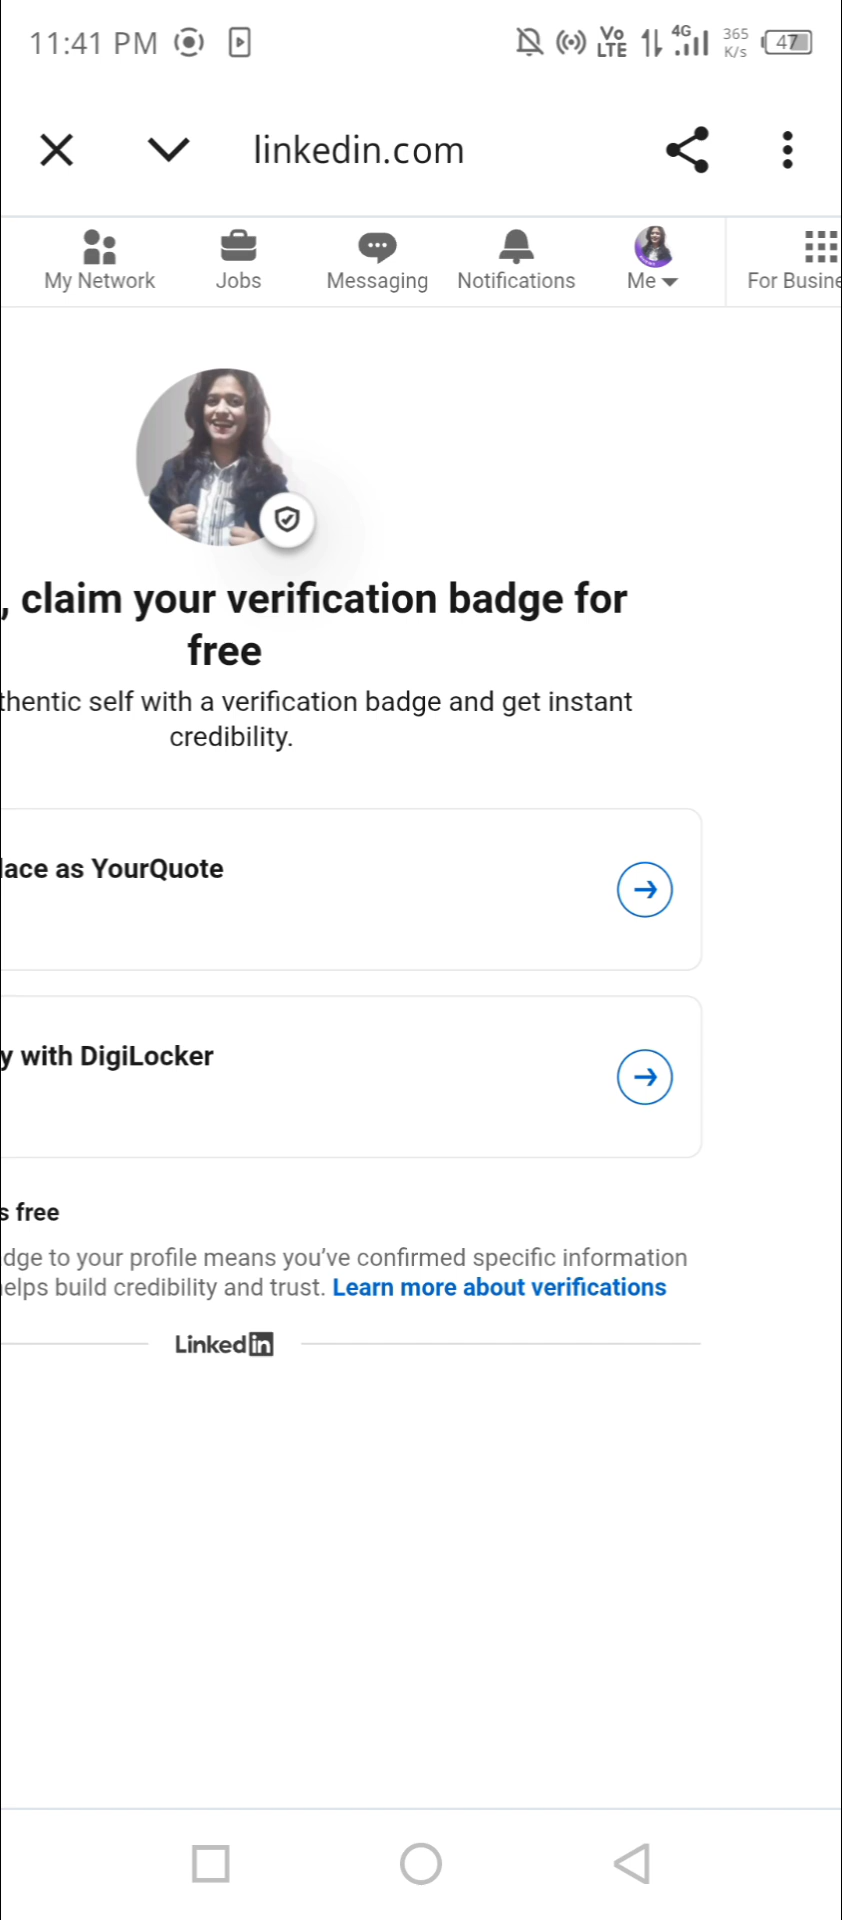 11:41 PM Vo LTE 4G 365 K/s 47
linkedin.com
My Network Jobs Messaging Notifications Me For Busine
, claim your verification badge for
free
thentic self with a verification badge and get instant
credibility.
lace as YourQuote
y with DigiLocker
s free
dge to your profile means you’ve confirmed specific information
elps build credibility and trust. Learn more about verifications
Linkedin